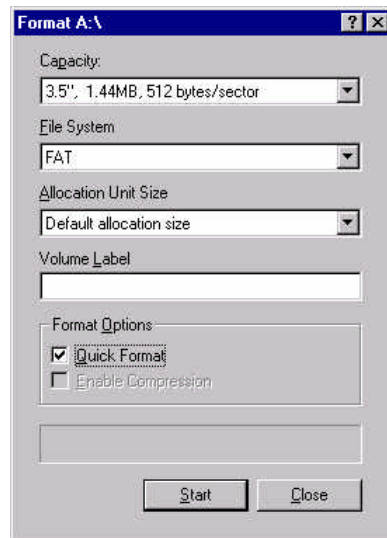 Format A:\
Capacity:
3.5", 1.44MB, 512 bytes/sector
File System
FAT
Allocation Unit Size
Default allocation size
Volume Label
Format Options
Quick Format
Enable Compression
Start Close